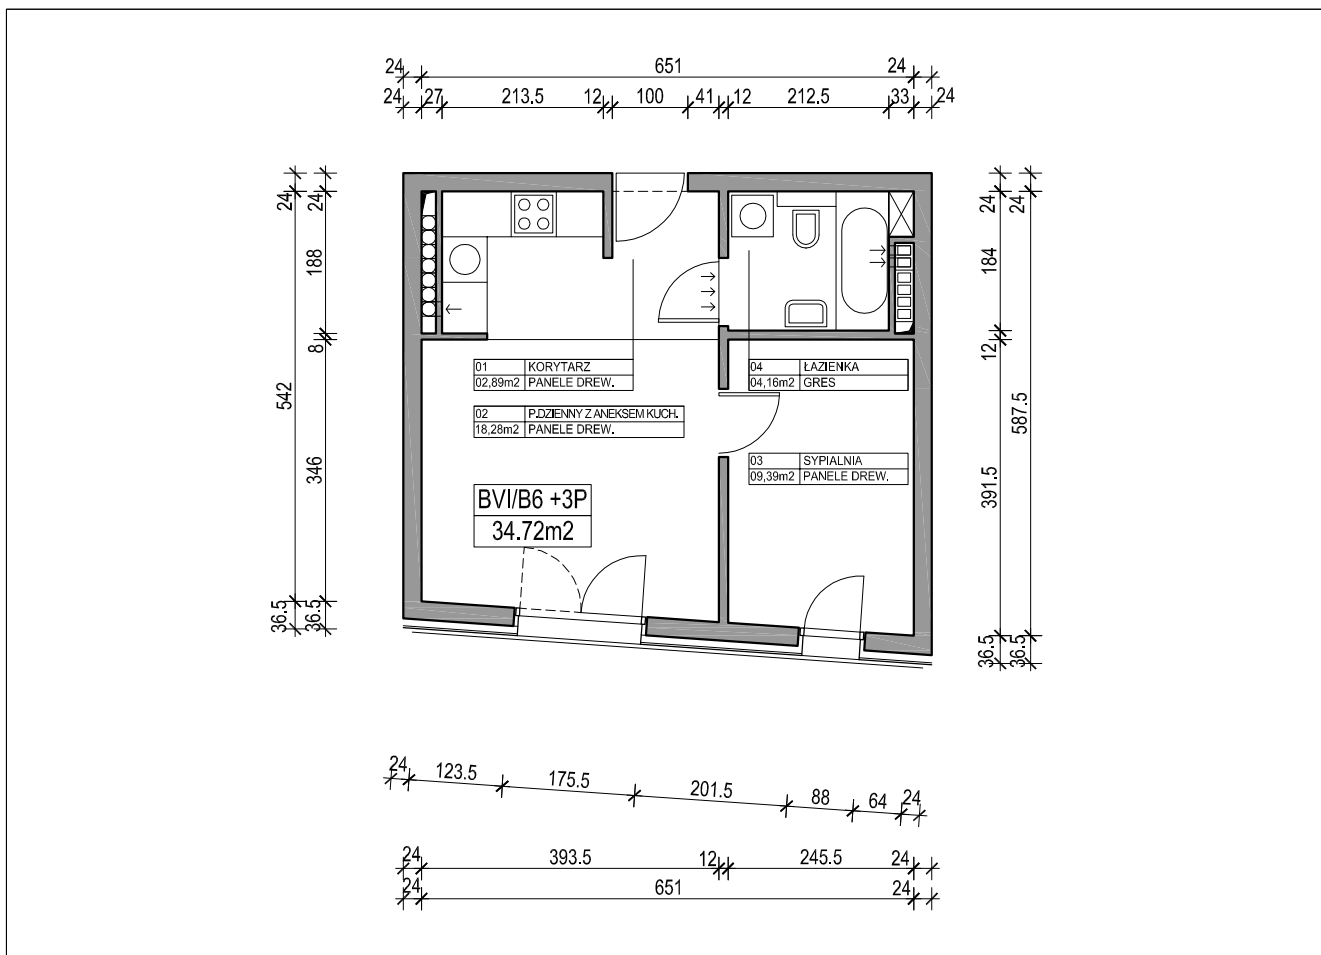 24 651 24
24 27 213.5 12 100 41 12 212.5 33 24
24 24 24 24
188 184
8 12
542 346 391.5 587.5
36.5 36.5 36.5 36.5
01 KORYTARZ
02,89m2 PANELE DREW.
04 ŁAZIENKA
04,16m2 GRES
02 P.DZIENNY Z ANEKSEM KUCH.
18,28m2 PANELE DREW.
03 SYPIALNIA
09,39m2 PANELE DREW.
BVI/B6 +3P
34.72m2
24 123.5 175.5 201.5 88 64 24
24 393.5 12 245.5 24
24 651 24